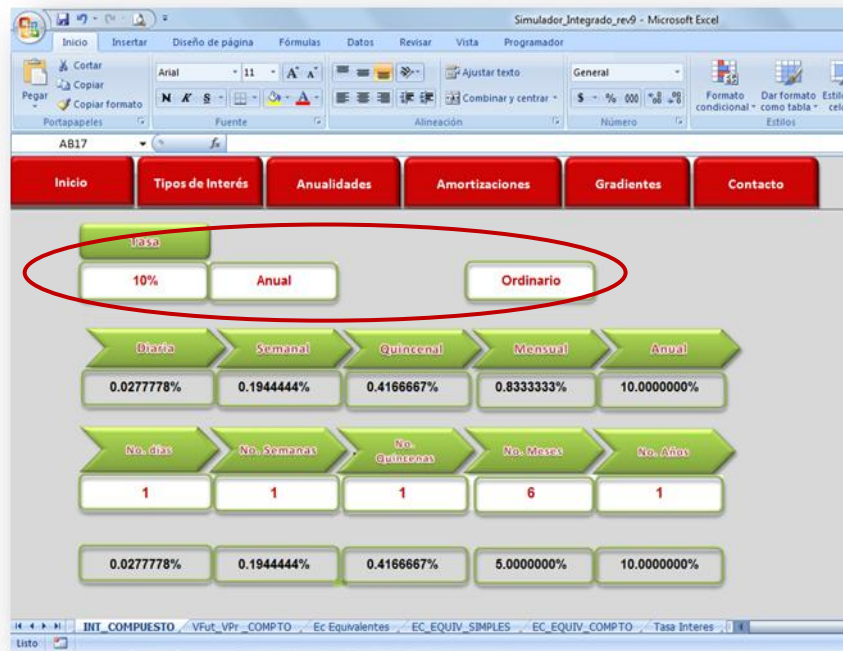 Simulador_Integrado_rev9 - Microsoft Excel
Inicio Insertar Diseño de página Fórmulas Datos Revisar Vista Programador
Pegar
Cortar
Copiar
Copiar formato
Portapapeles
Arial 11
N K S
Fuente
Ajustar texto
Combinar y centrar
Alineación
General
$ % 000
Número
Formato condicional
Dar formato como tabla
Estilos
AB17 fx
Inicio Tipos de Interés Anualidades Amortizaciones Gradientes Contacto
Tasa
10% Anual Ordinario
Diaria Semanal Quincenal Mensual Anual
0.0277778% 0.1944444% 0.4166667% 0.8333333% 10.0000000%
No. días No. Semanas No. Quincenas No. Meses No. Años
1 1 1 6 1
0.0277778% 0.1944444% 0.4166667% 5.0000000% 10.0000000%
INT_COMPUESTO VFut_VPr_COMPTO Ec Equivalentes EC_EQUIV_SIMPLES EC_EQUIV_COMPTO Tasa Interes
Listo